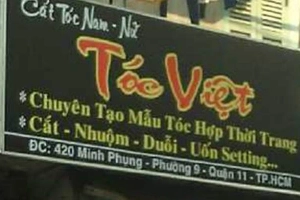 Cắt Tóc Nam - Nữ
Tóc Việt
* Chuyên Tạo Mẫu Tóc Hợp Thời Trang
* Cắt - Nhuộm - Duỗi - Uốn Setting...
ĐC: 420 Minh Phụng - Phường 9 - Quận 11 - TP.HCM